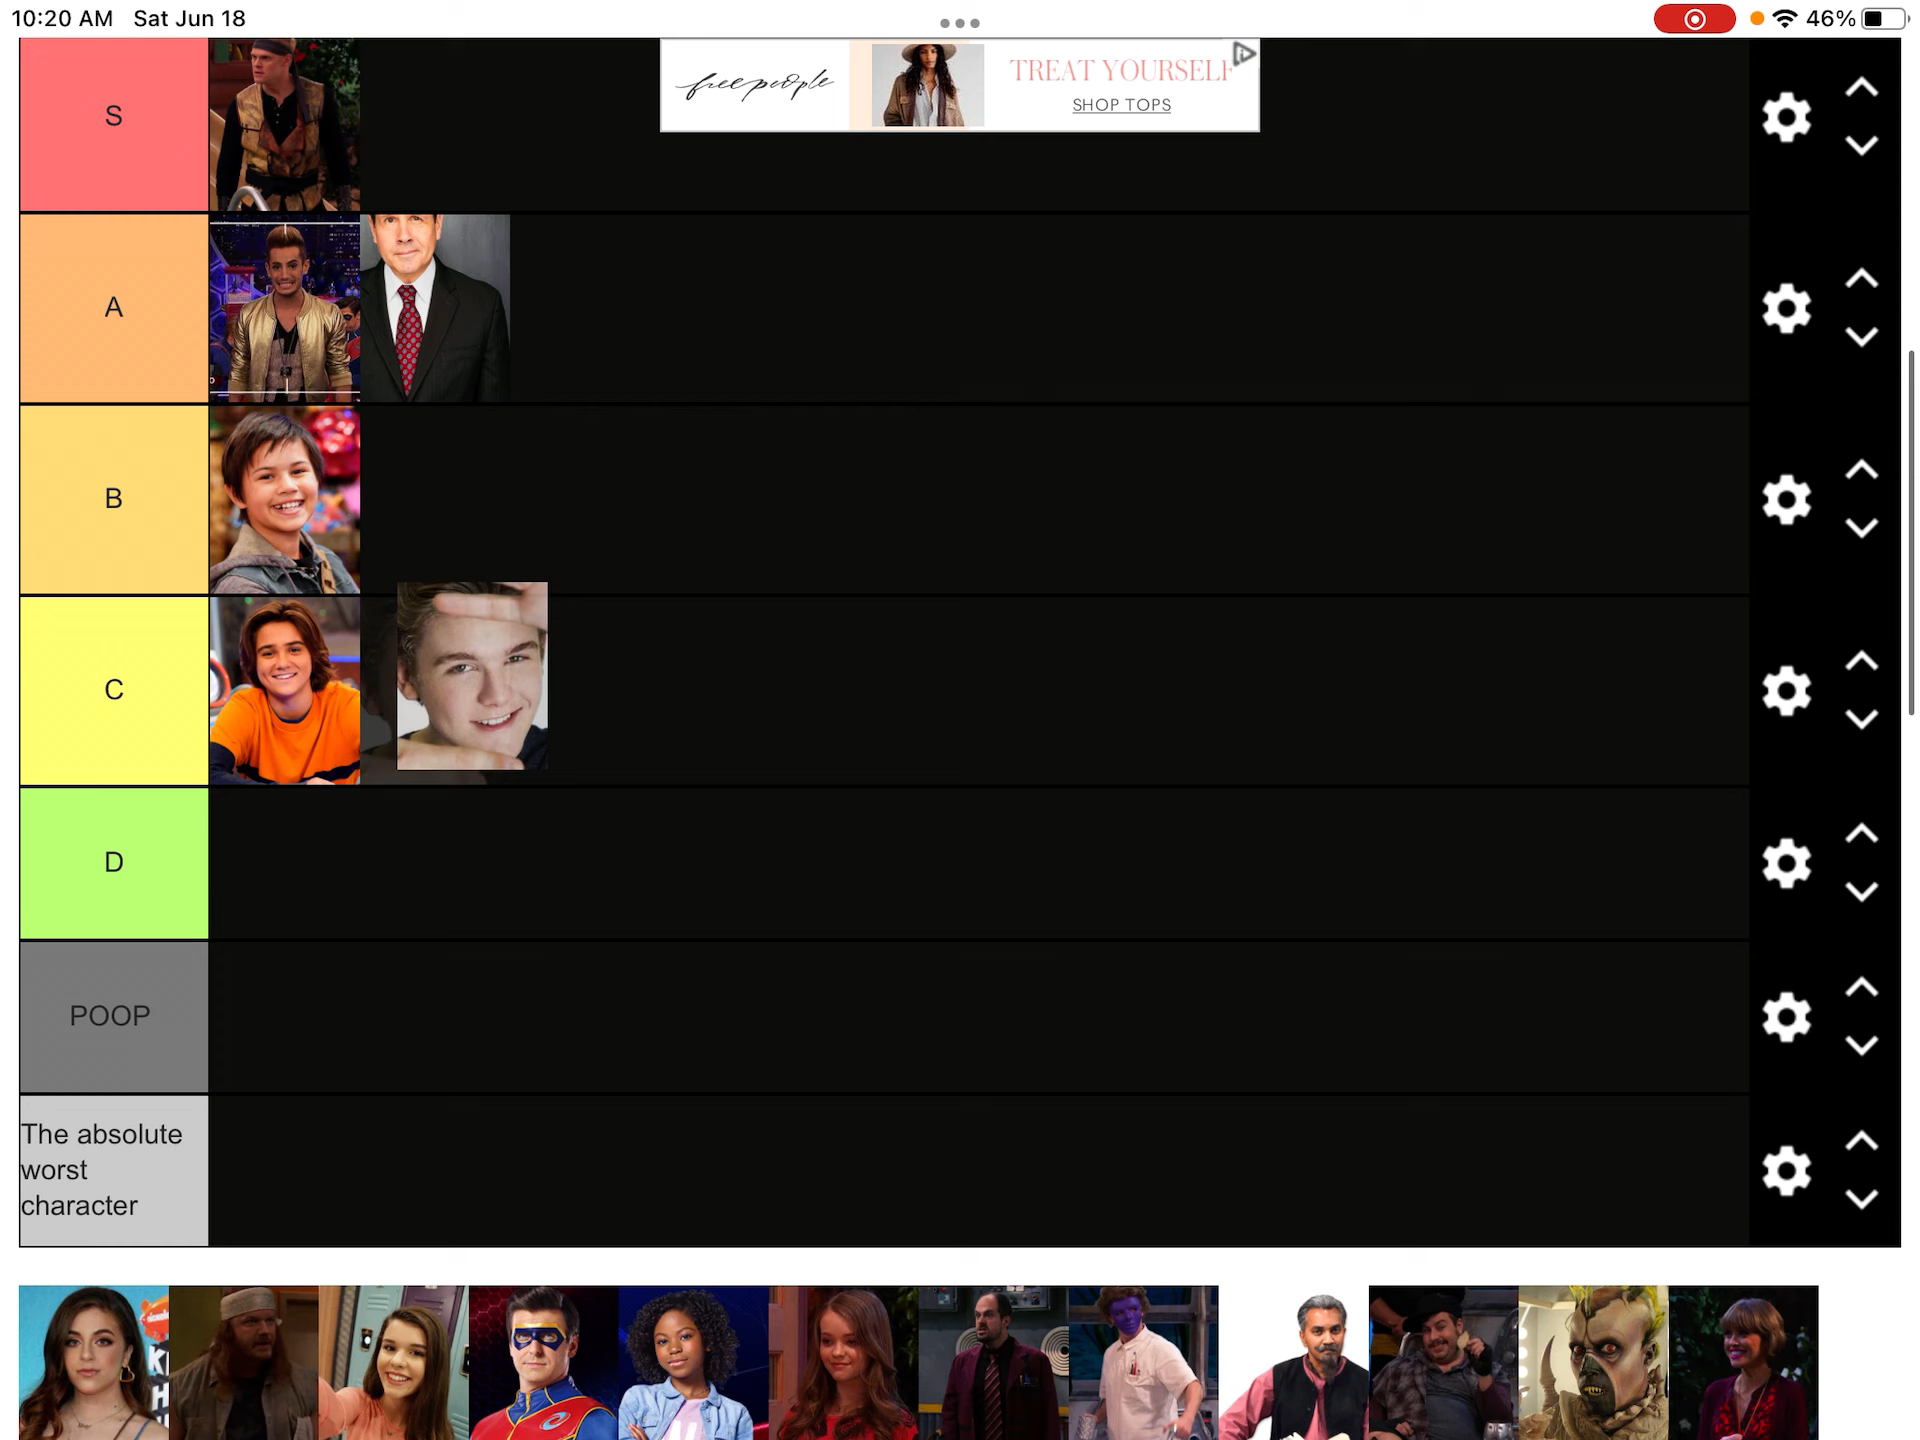 10:20 AM Sat Jun 18
46%
free people
TREAT YOURSELF
SHOP TOPS
S
A
B
C
D
POOP
The absolute
worst
character